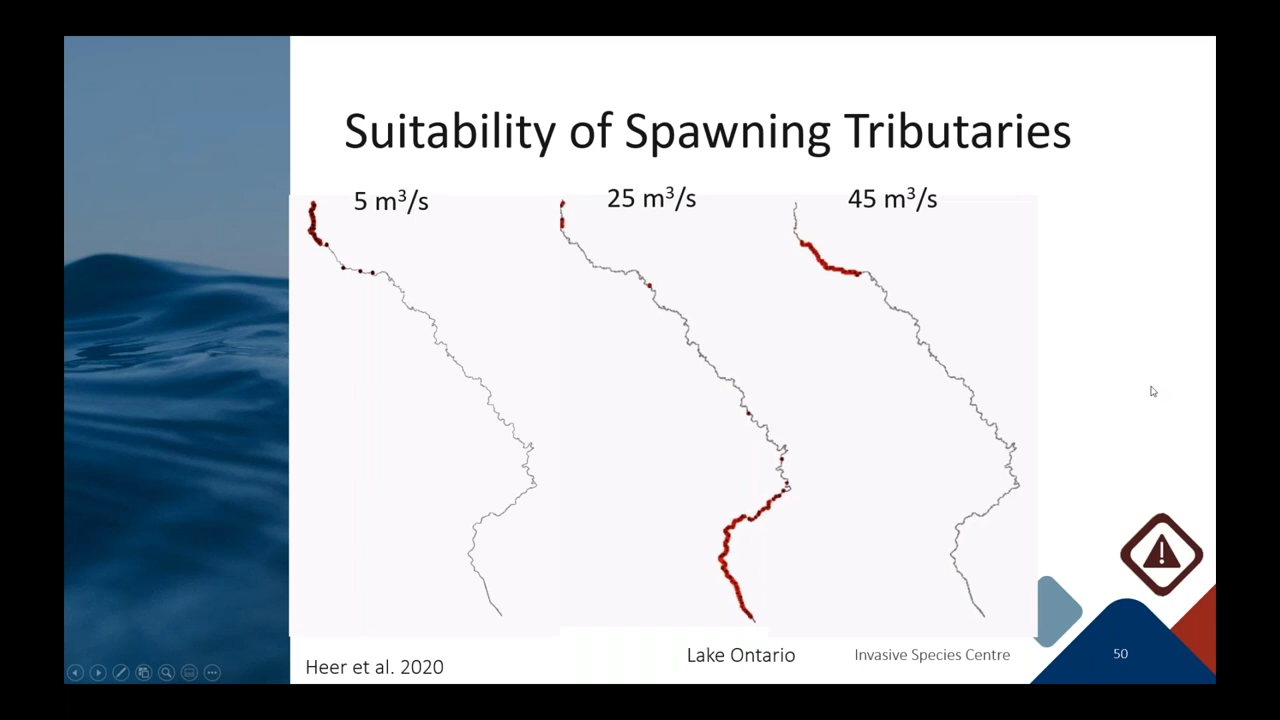 Suitability of Spawning Tributaries
5 m³/s
25 m³/s
45 m³/s
Lake Ontario
Invasive Species Centre
50
Heer et al. 2020